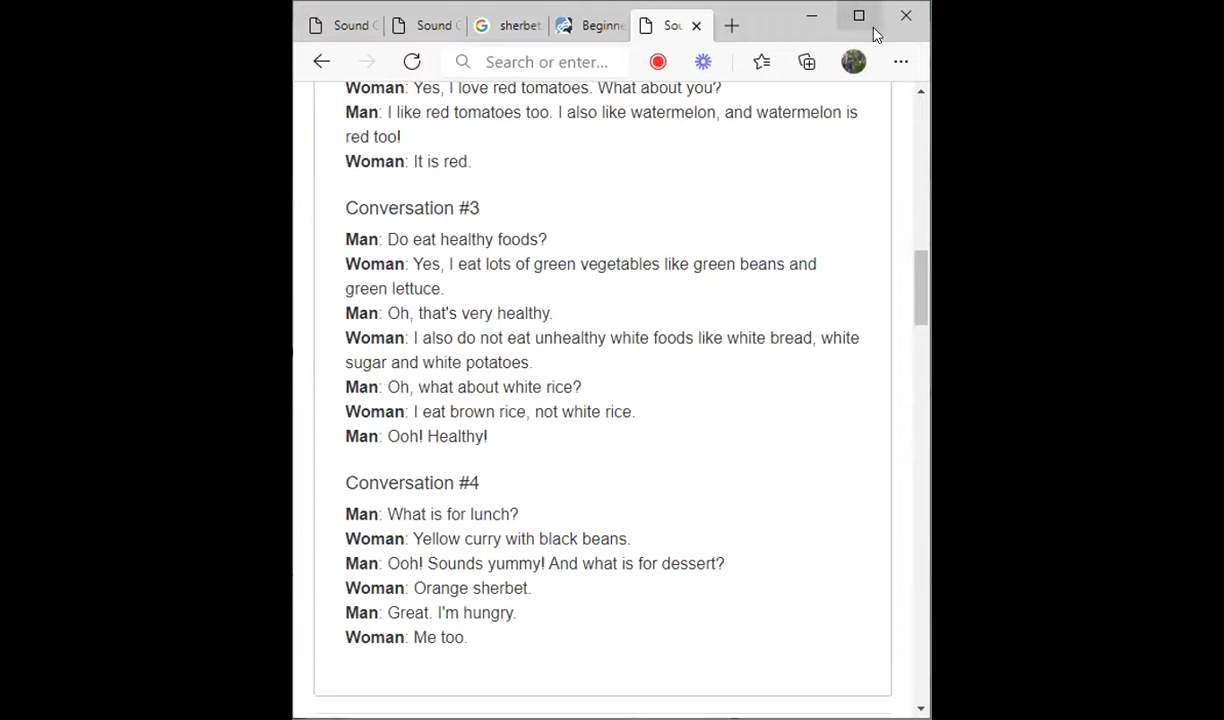 Sound
Sound
sherbet
Beginne
Sou
Search or enter...
Woman: Yes, I love red tomatoes. What about you?
Man: I like red tomatoes too. I also like watermelon, and watermelon is
red too!
Woman: It is red.
Conversation #3
Man: Do eat healthy foods?
Woman: Yes, I eat lots of green vegetables like green beans and
green lettuce.
Man: Oh, that's very healthy.
Woman: I also do not eat unhealthy white foods like white bread, white
sugar and white potatoes.
Man: Oh, what about white rice?
Woman: I eat brown rice, not white rice.
Man: Ooh! Healthy!
Conversation #4
Man: What is for lunch?
Woman: Yellow curry with black beans.
Man: Ooh! Sounds yummy! And what is for dessert?
Woman: Orange sherbet.
Man: Great. I'm hungry.
Woman: Me too.